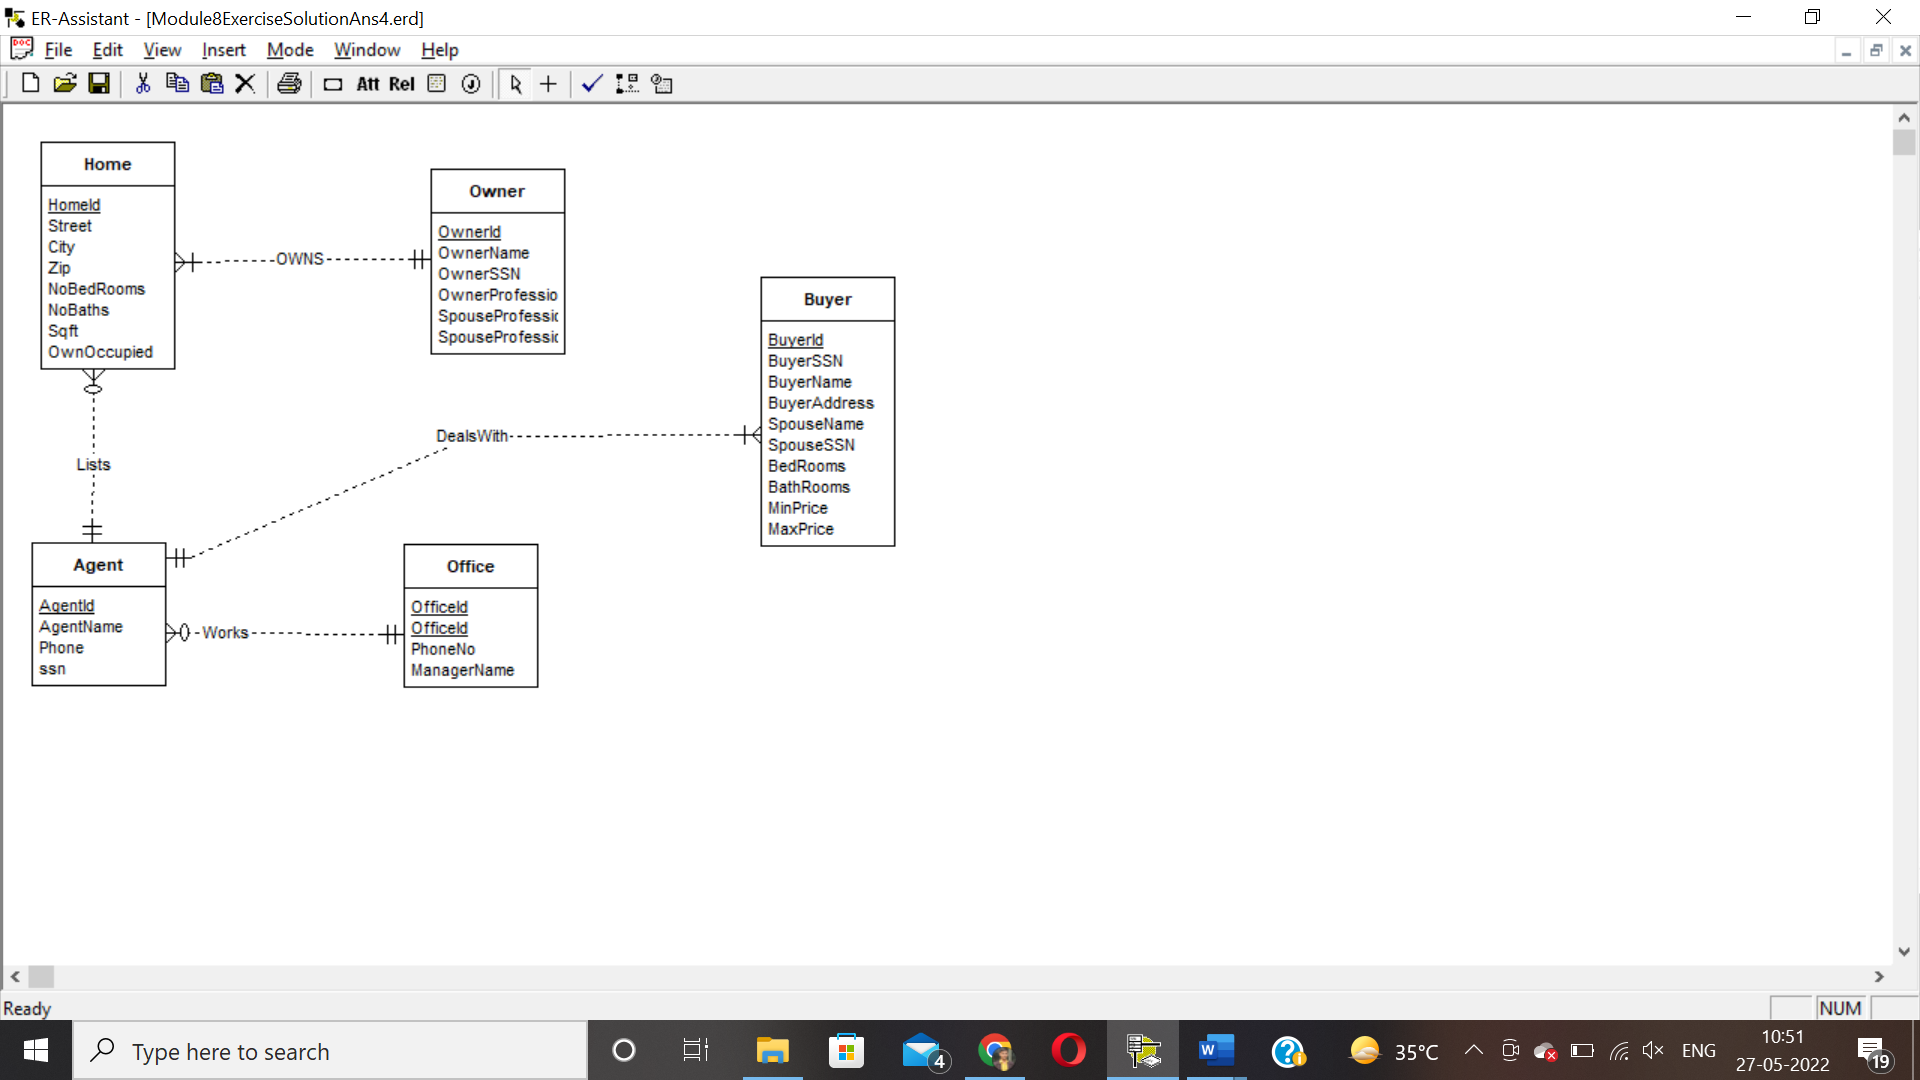 ER-Assistant - [Module8ExerciseSolutionAns4.erd]
File Edit View Insert Mode Window Help
Att Rel
Home
HomeId
Street
City
Zip
NoBedRooms
NoBaths
Sqft
OwnOccupied
OWNS
Owner
OwnerId
OwnerName
OwnerSSN
OwnerProfessio
SpouseProfessic
SpouseProfessic
Buyer
BuyerId
BuyerSSN
BuyerName
BuyerAddress
SpouseName
SpouseSSN
BedRooms
BathRooms
MinPrice
MaxPrice
DealsWith
Lists
Agent
AgentId
AgentName
Phone
ssn
Works
Office
OfficeId
OfficeId
PhoneNo
ManagerName
Ready
NUM
Type here to search
4
W
35°C
ENG
10:51
27-05-2022
19